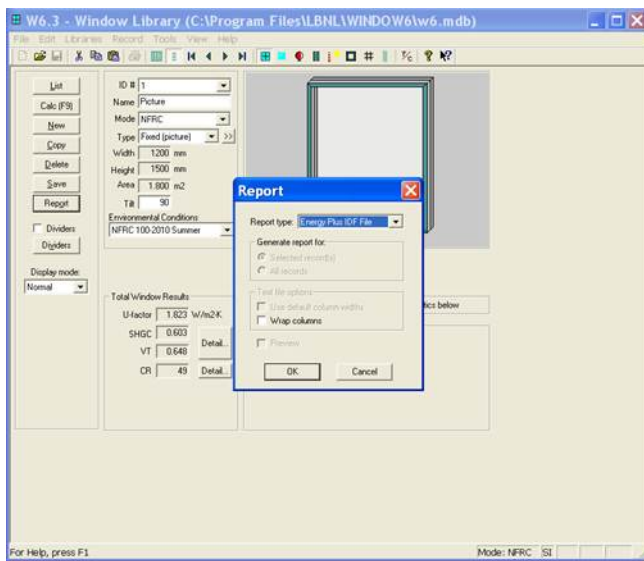 W6.3 - Window Library (C:\Program Files\LBNL\WINDOW6\w6.mdb)
File Edit Libraries Record Tools View Help
List
Calc (F9)
New
Copy
Delete
Save
Report
Dividers
Dividers
Display mode:
Normal
ID # 1
Name Picture
Mode NFRC
Type Fixed (picture) >>
Width 1200 mm
Height 1500 mm
Area 1.800 m2
Tilt 90
Environmental Conditions
NFRC 100-2010 Summer
Total Window Results
U-factor 1.823 W/m2-K
SHGC 0.603
VT 0.648
Detail...
CR 49 Detail...
tics below
Report
Report type: Energy Plus IDF File
Generate report for:
Selected record(s)
All records
Text file options
Use default column widths
Wrap columns
Preview
OK Cancel
For Help, press F1
Mode: NFRC SI